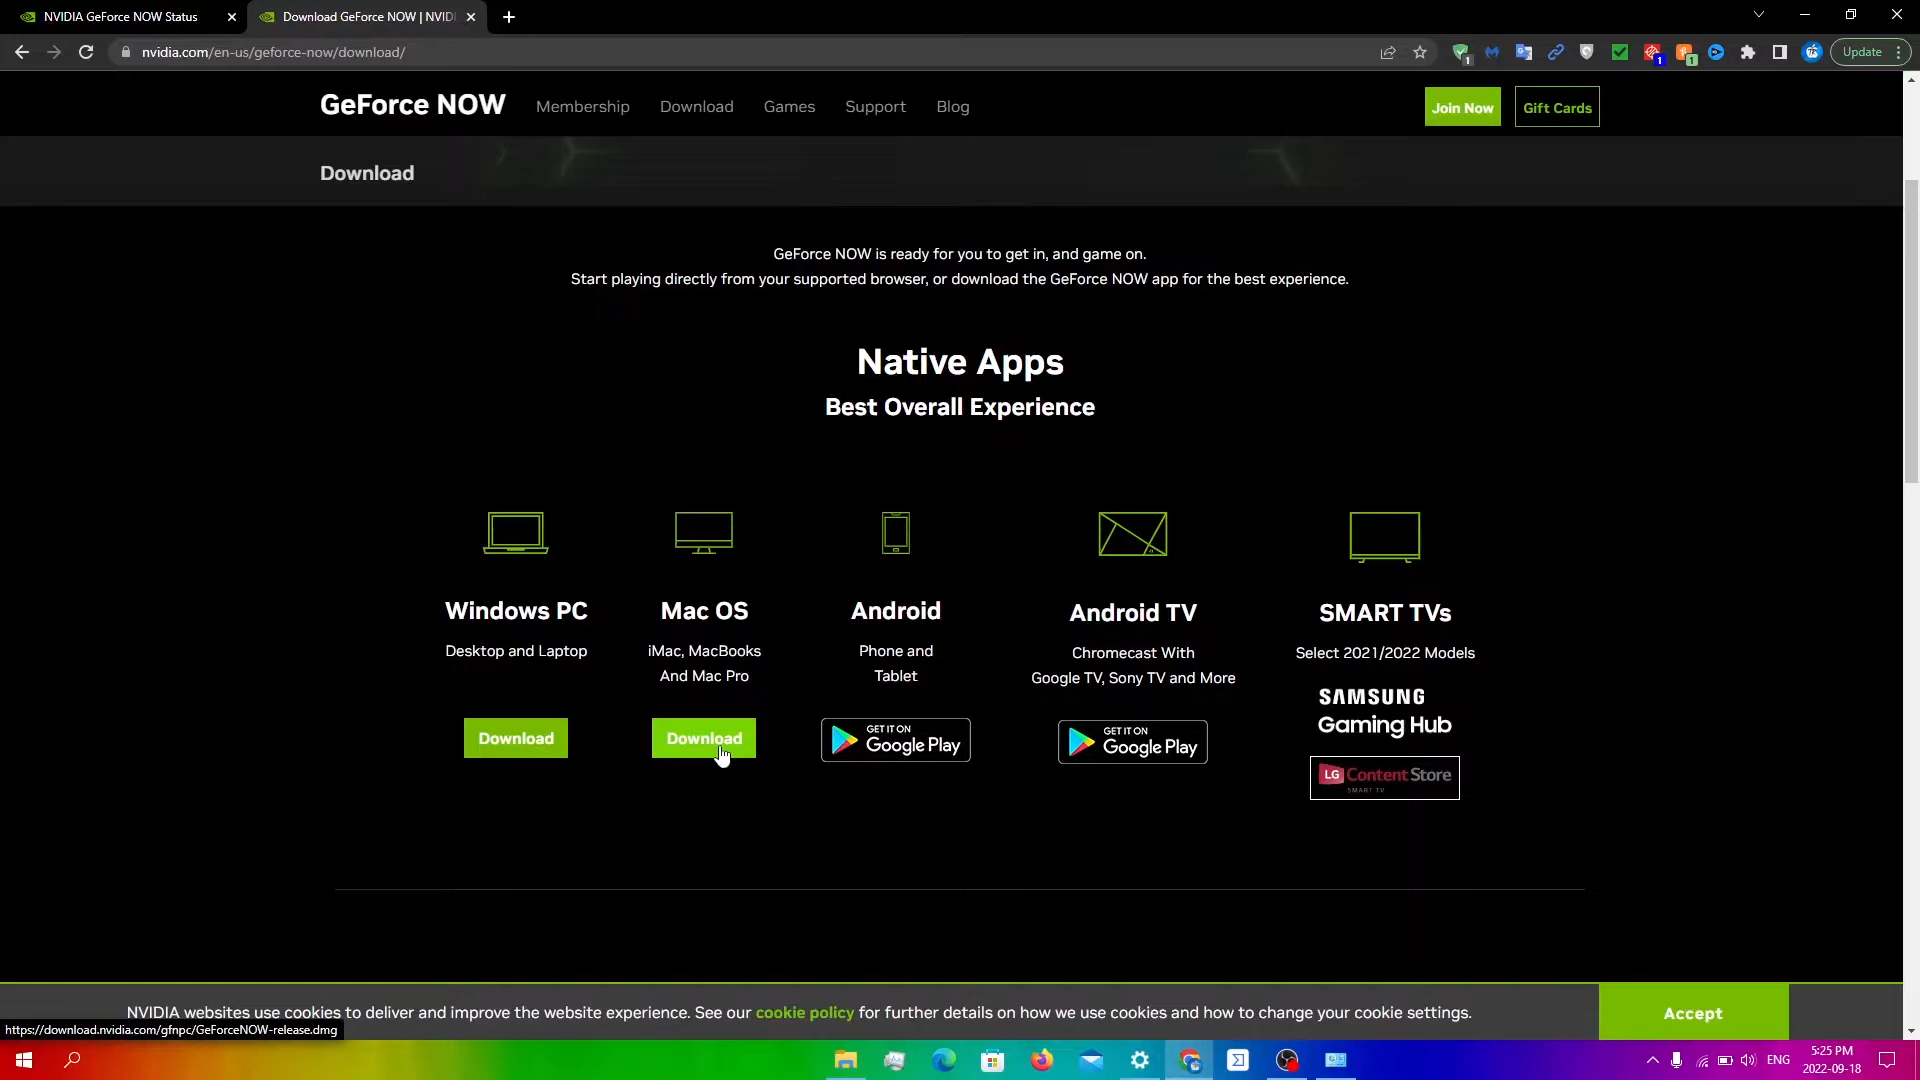 NVIDIA GeForce NOW Status
Download GeForce NOW | NVID
nvidia.com/en-us/geforce-now/download/
1
1
1
Update
GeForce NOW
Membership
Download
Games
Support
Blog
Join Now
Gift Cards
Download
GeForce NOW is ready for you to get in, and game on.
Start playing directly from your supported browser, or download the GeForce NOW app for the best experience.
Native Apps
Best Overall Experience
Windows PC
Desktop and Laptop
Download
Mac OS
iMac, MacBooks
And Mac Pro
Download
Android
Phone and
Tablet
GET IT ON
Google Play
Android TV
Chromecast With
Google TV, Sony TV and More
GET IT ON
Google Play
SMART TVs
Select 2021/2022 Models
SAMSUNG
Gaming Hub
LG Content Store
SMART TV
NVIDIA websites use cookies to deliver and improve the website experience. See our cookie policy for further details on how we use cookies and how to change your cookie settings.
Accept
https://download.nvidia.com/gfnpc/GeForceNOW-release.dmg
ENG
5:25 PM
2022-09-18